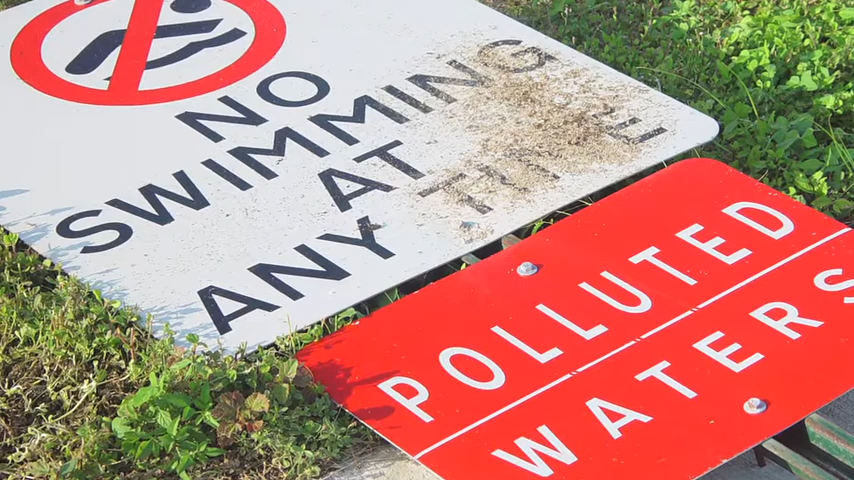 NO
SWIMMING
AT
ANY TIME
POLLUTED
WATERS